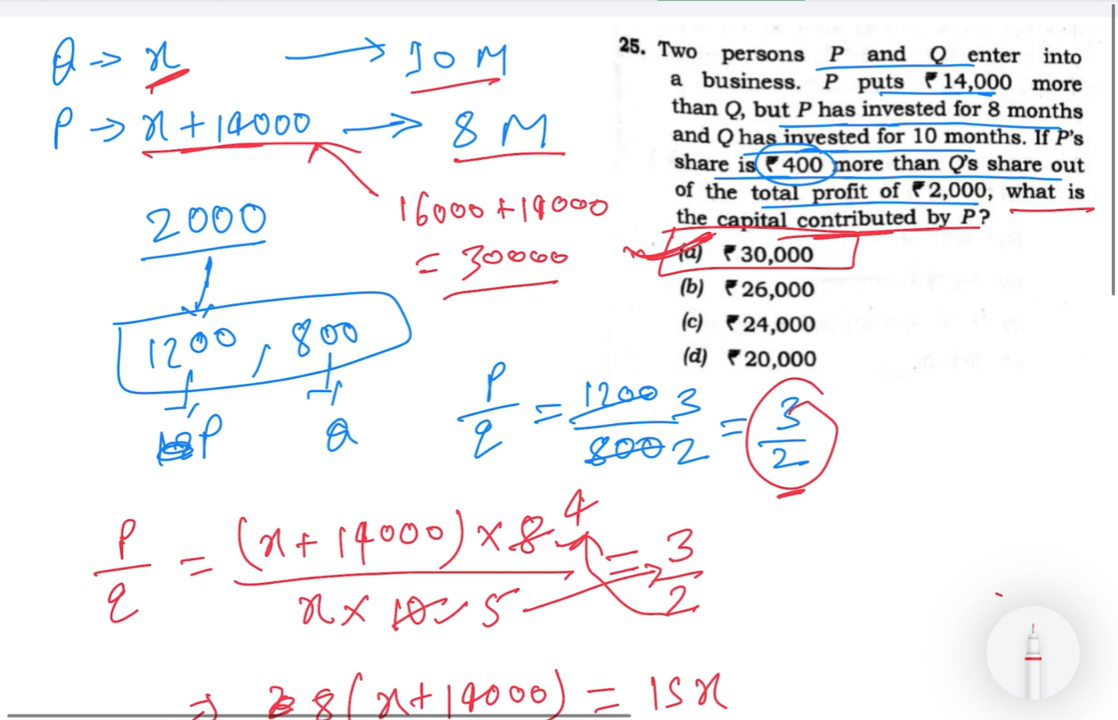 Q → x → 10 M
P → x + 14000 → 8 M
16000 + 14000
= 30000
2000
1200 , 800
P Q
P/Q = 1200/800 3/2 = 3/2
P/Q = (x + 14000) × 8 4 / x × 10 5 = 3/2
⇒ 8 (x + 14000) = 15x
25. Two persons P and Q enter into
a business. P puts ₹14,000 more
than Q, but P has invested for 8 months
and Q has invested for 10 months. If P's
share is ₹400 more than Q's share out
of the total profit of ₹2,000, what is
the capital contributed by P?
(a) ₹30,000
(b) ₹26,000
(c) ₹24,000
(d) ₹20,000